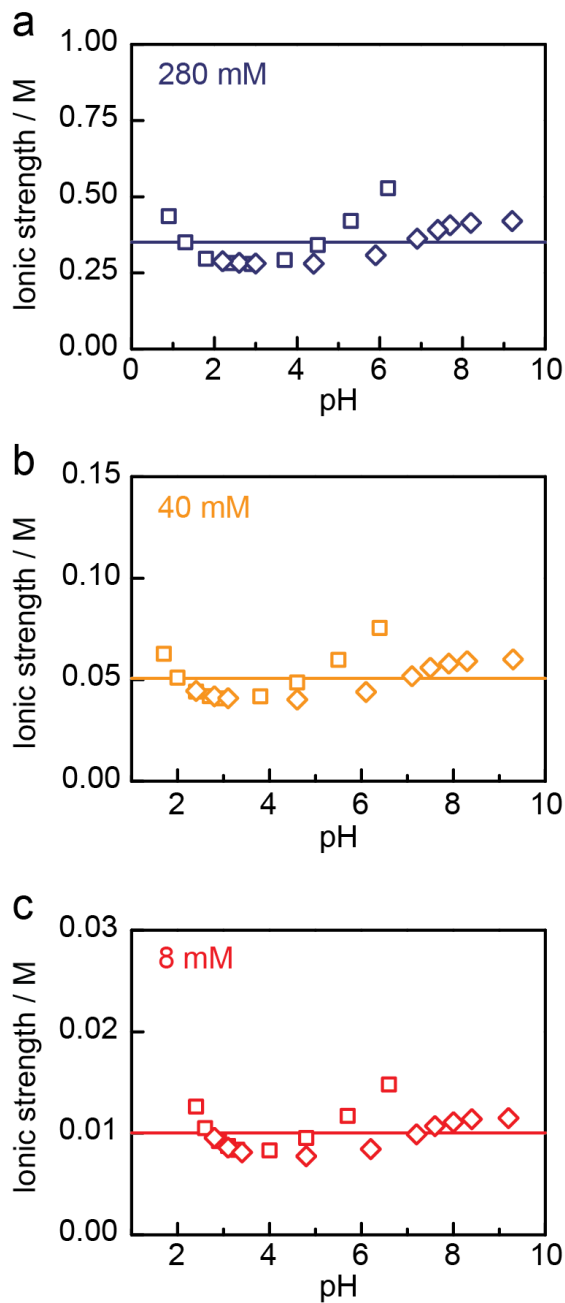 a
1.00
280 mM
0.75
0.50
0.25
0.00
0 2 4 6 8 10
pH
Ionic strength / M
b
0.15
40 mM
0.10
0.05
0.00
2 4 6 8 10
pH
Ionic strength / M
c
0.03
8 mM
0.02
0.01
0.00
2 4 6 8 10
pH
Ionic strength / M